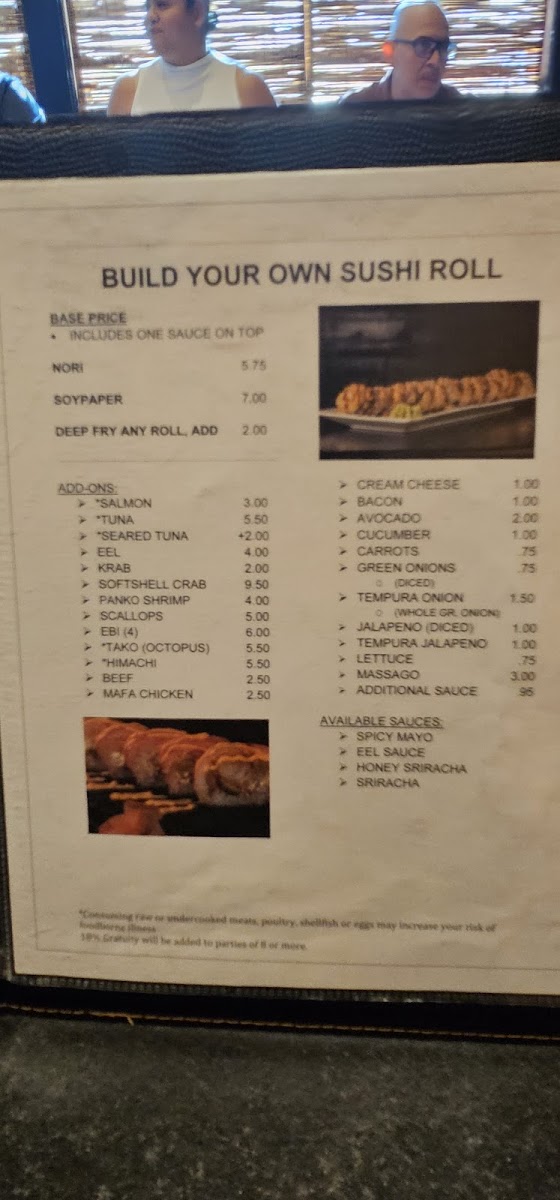 BUILD YOUR OWN SUSHI ROLL
BASE PRICE
• INCLUDES ONE SAUCE ON TOP
NORI 5.75
SOYPAPER 7.00
DEEP FRY ANY ROLL, ADD 2.00
ADD-ONS:
➢ *SALMON 3.00
➢ *TUNA 5.50
➢ *SEARED TUNA +2.00
➢ EEL 4.00
➢ KRAB 2.00
➢ SOFTSHELL CRAB 9.50
➢ PANKO SHRIMP 4.00
➢ SCALLOPS 5.00
➢ EBI (4) 6.00
➢ *TAKO (OCTOPUS) 5.50
➢ *HIMACHI 5.50
➢ BEEF 2.50
➢ MAFA CHICKEN 2.50
➢ CREAM CHEESE 1.00
➢ BACON 1.00
➢ AVOCADO 2.00
➢ CUCUMBER 1.00
➢ CARROTS .75
➢ GREEN ONIONS .75
○ (DICED)
➢ TEMPURA ONION 1.50
○ (WHOLE GR. ONION)
➢ JALAPENO (DICED) 1.00
➢ TEMPURA JALAPENO 1.00
➢ LETTUCE .75
➢ MASSAGO 3.00
➢ ADDITIONAL SAUCE .95
AVAILABLE SAUCES:
➢ SPICY MAYO
➢ EEL SAUCE
➢ HONEY SRIRACHA
➢ SRIRACHA
*Consuming raw or undercooked meats, poultry, shellfish or eggs may increase your risk of
foodborne illness
18% Gratuity will be added to parties of 8 or more.